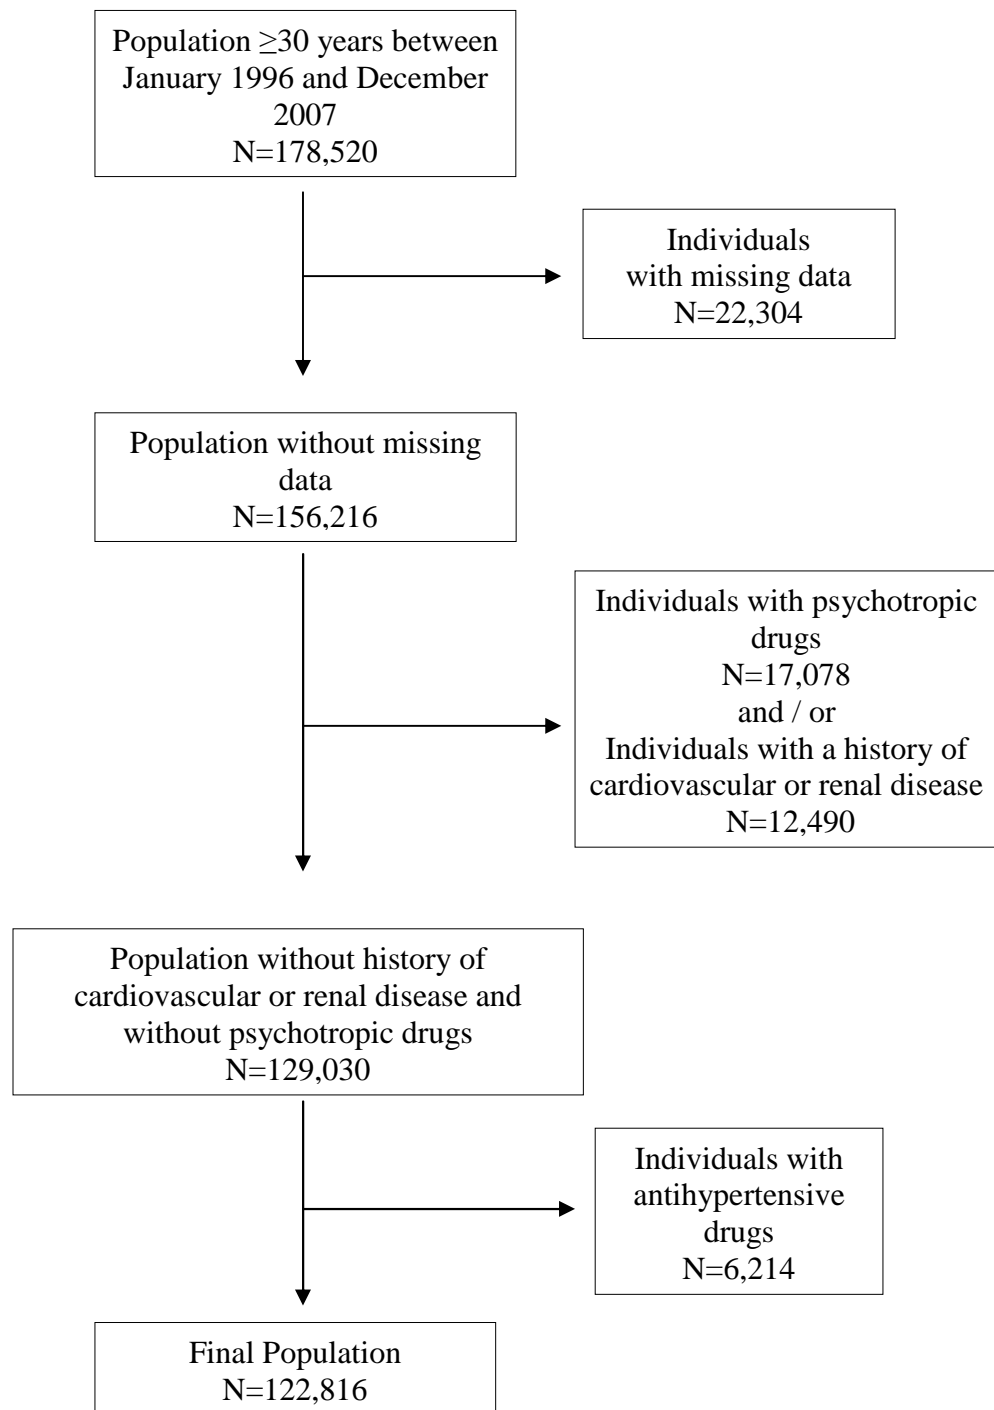 Population ≥30 years between
January 1996 and December
2007
N=178,520
Individuals
with missing data
N=22,304
Population without missing
data
N=156,216
Individuals with psychotropic
drugs
N=17,078
and / or
Individuals with a history of
cardiovascular or renal disease
N=12,490
Population without history of
cardiovascular or renal disease and
without psychotropic drugs
N=129,030
Individuals with
antihypertensive
drugs
N=6,214
Final Population
N=122,816